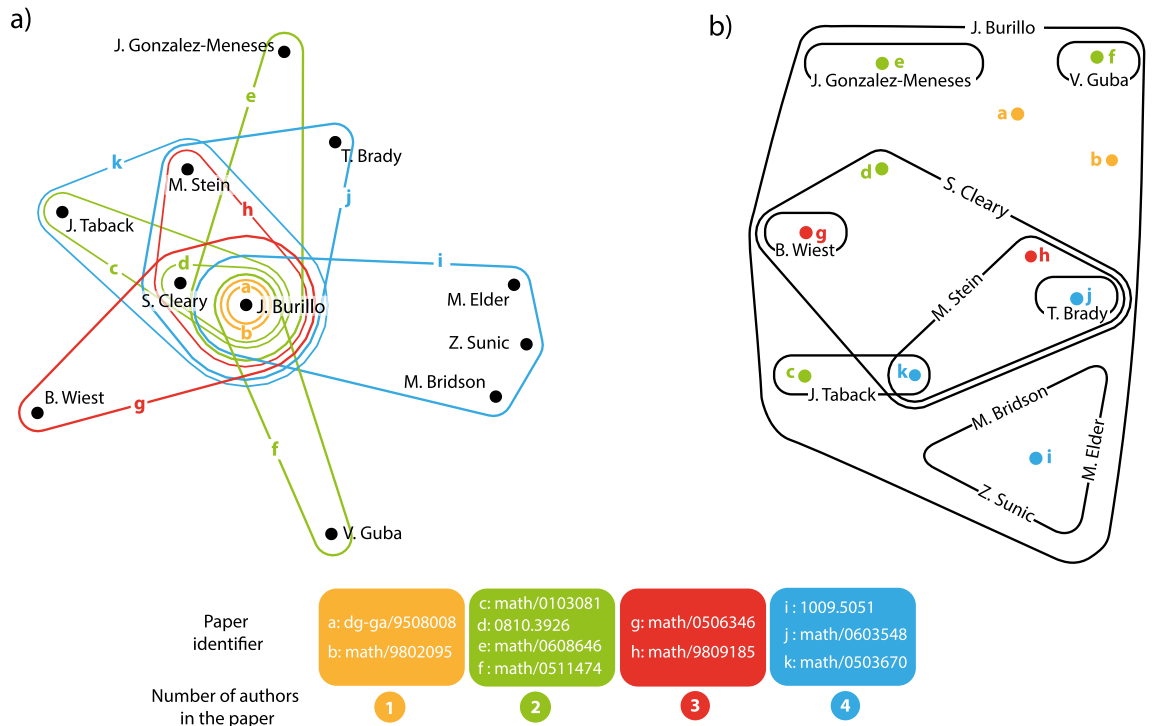 a)
J. Gonzalez-Meneses
e
T. Brady
k
M. Stein
j
h
J. Taback
c
d
i
a
S. Cleary
J. Burillo
b
M. Elder
Z. Sunic
M. Bridson
B. Wiest
g
f
V. Guba
b)
J. Burillo
e
f
J. Gonzalez-Meneses
V. Guba
a
b
d
S. Cleary
g
B. Wiest
h
M. Stein
j
T. Brady
c
k
J. Taback
M. Bridson
M. Elder
i
Z. Sunic
Paper
identifier
a: dg-ga/9508008
b: math/9802095
c: math/0103081
d: 0810.3926
e: math/0608646
f : math/0511474
g: math/0506346
h: math/9809185
i : 1009.5051
j : math/0603548
k: math/0503670
Number of authors
in the paper
1
2
3
4